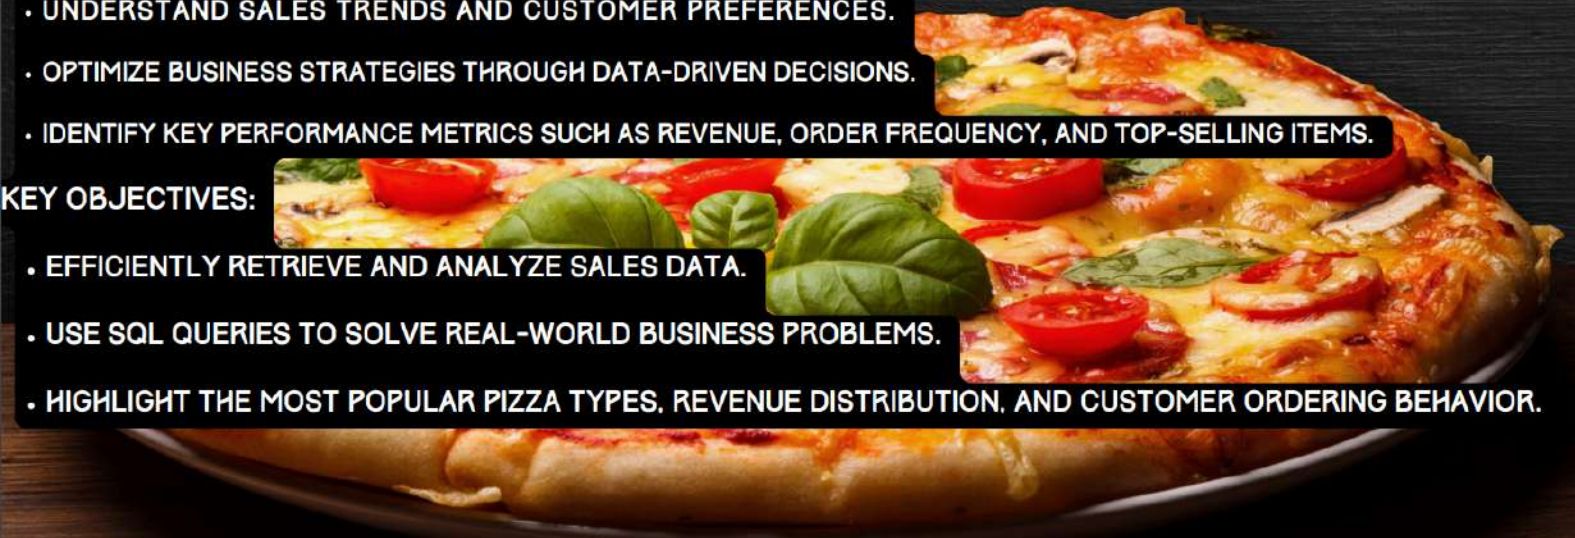 • UNDERSTAND SALES TRENDS AND CUSTOMER PREFERENCES.
• OPTIMIZE BUSINESS STRATEGIES THROUGH DATA-DRIVEN DECISIONS.
• IDENTIFY KEY PERFORMANCE METRICS SUCH AS REVENUE, ORDER FREQUENCY, AND TOP-SELLING ITEMS.
KEY OBJECTIVES:
• EFFICIENTLY RETRIEVE AND ANALYZE SALES DATA.
• USE SQL QUERIES TO SOLVE REAL-WORLD BUSINESS PROBLEMS.
• HIGHLIGHT THE MOST POPULAR PIZZA TYPES, REVENUE DISTRIBUTION, AND CUSTOMER ORDERING BEHAVIOR.